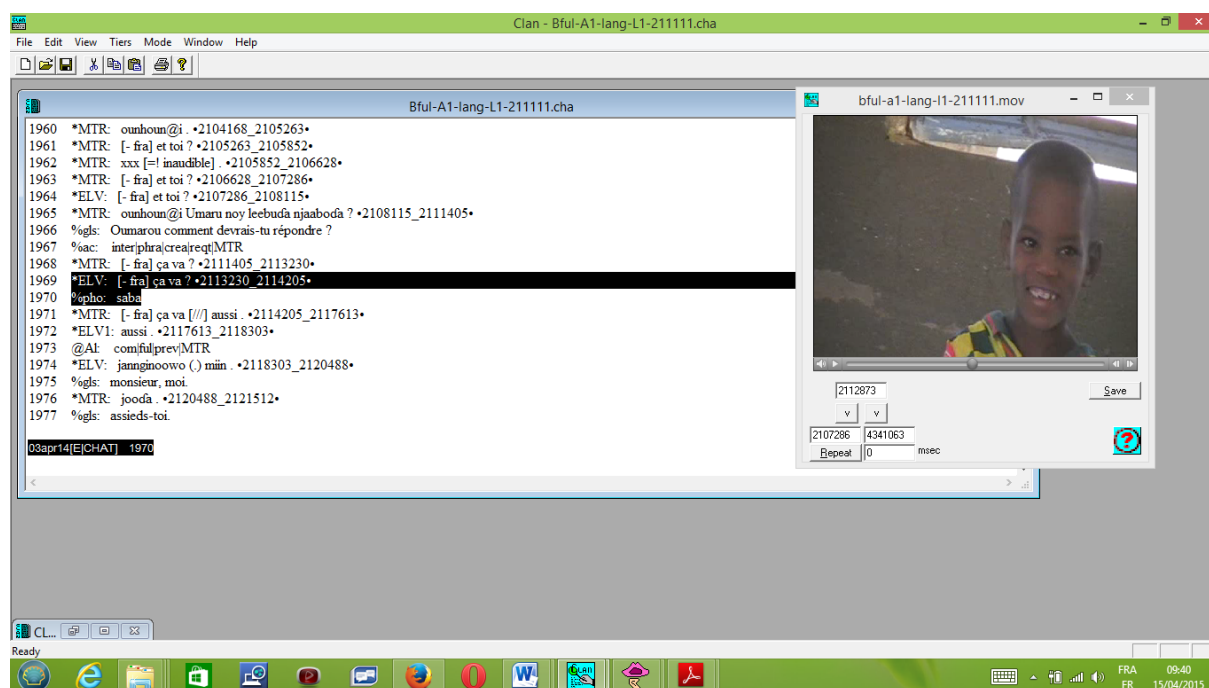 Clan - Bful-A1-lang-L1-211111.cha
File Edit View Tiers Mode Window Help
Bful-A1-lang-L1-211111.cha
1960 *MTR: ounhoun@i . •2104168_2105263•
1961 *MTR: [- fra] et toi ? •2105263_2105852•
1962 *MTR: xxx [=! inaudible] . •2105852_2106628•
1963 *MTR: [- fra] et toi ? •2106628_2107286•
1964 *ELV: [- fra] et toi ? •2107286_2108115•
1965 *MTR: ounhoun@i Umaru noy leebuɗa njaaboɗa ? •2108115_2111405•
1966 %gls: Oumarou comment devrais-tu répondre ?
1967 %ac: inter|phra|crea|reqt|MTR
1968 *MTR: [- fra] ça va ? •2111405_2113230•
1969 *ELV: [- fra] ça va ? •2113230_2114205•
1970 %pho: saba
1971 *MTR: [- fra] ça va [///] aussi . •2114205_2117613•
1972 *ELV1: aussi . •2117613_2118303•
1973 @Al: com|ful|prev|MTR
1974 *ELV: jannginoowo (.) miin . •2118303_2120488•
1975 %gls: monsieur, moi.
1976 *MTR: jooɗa . •2120488_2121512•
1977 %gls: assieds-toi.
03apr14[E|CHAT] 1970
bful-a1-lang-l1-211111.mov
2112873
Save
v v
2107286 4341063
Repeat 0 msec
CL...
Ready
FRA 09:40
FR 15/04/2015